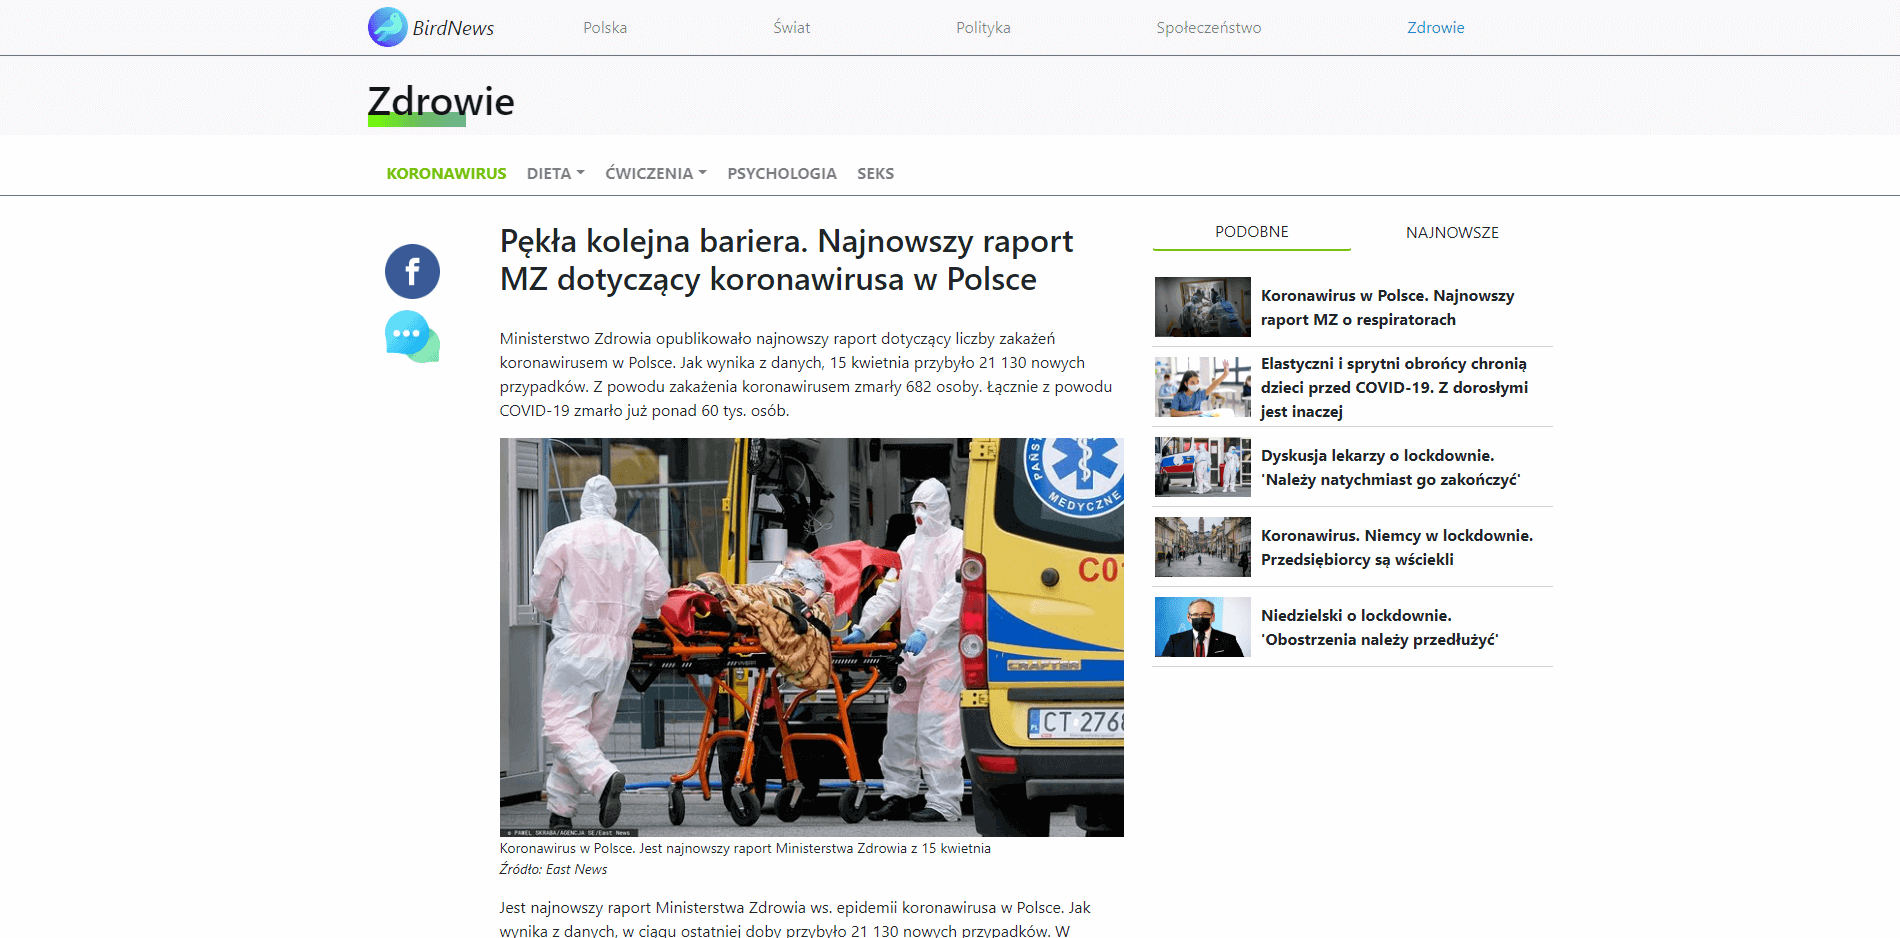 BirdNews
Polska
Świat
Polityka
Społeczeństwo
Zdrowie
Zdrowie
KORONAWIRUS
DIETA
ĆWICZENIA
PSYCHOLOGIA
SEKS
Pękła kolejna bariera. Najnowszy raport
MZ dotyczący koronawirusa w Polsce
Ministerstwo Zdrowia opublikowało najnowszy raport dotyczący liczby zakażeń
koronawirusem w Polsce. Jak wynika z danych, 15 kwietnia przybyło 21 130 nowych
przypadków. Z powodu zakażenia koronawirusem zmarły 682 osoby. Łącznie z powodu
COVID-19 zmarło już ponad 60 tys. osób.
PAŃS
MEDYCZNE
C01
CRAFTER
CT 2768
© PAWEL SKRABA/AGENCJA SE/East News
Koronawirus w Polsce. Jest najnowszy raport Ministerstwa Zdrowia z 15 kwietnia
Źródło: East News
Jest najnowszy raport Ministerstwa Zdrowia ws. epidemii koronawirusa w Polsce. Jak
wynika z danych, w ciągu ostatniej doby przybyło 21 130 nowych przypadków. W
PODOBNE
NAJNOWSZE
Koronawirus w Polsce. Najnowszy
raport MZ o respiratorach
Elastyczni i sprytni obrońcy chronią
dzieci przed COVID-19. Z dorosłymi
jest inaczej
Dyskusja lekarzy o lockdownie.
'Należy natychmiast go zakończyć'
Koronawirus. Niemcy w lockdownie.
Przedsiębiorcy są wściekli
Niedzielski o lockdownie.
'Obostrzenia należy przedłużyć'